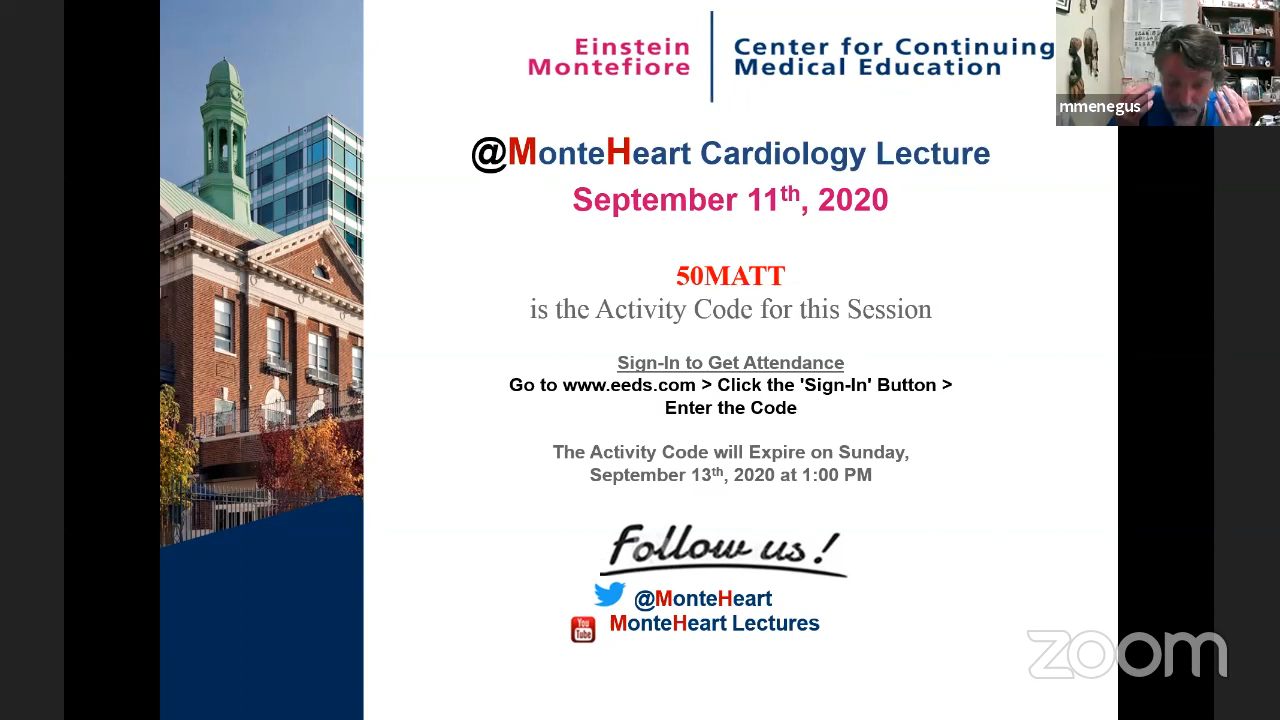 Einstein
Montefiore
Center for Continuing
Medical Education
mmenegus
@MonteHeart Cardiology Lecture
September 11th, 2020
50MATT
is the Activity Code for this Session
Sign-In to Get Attendance
Go to www.eeds.com > Click the 'Sign-In' Button >
Enter the Code
The Activity Code will Expire on Sunday,
September 13th, 2020 at 1:00 PM
Follow us!
@MonteHeart
You
Tube
MonteHeart Lectures
zoom